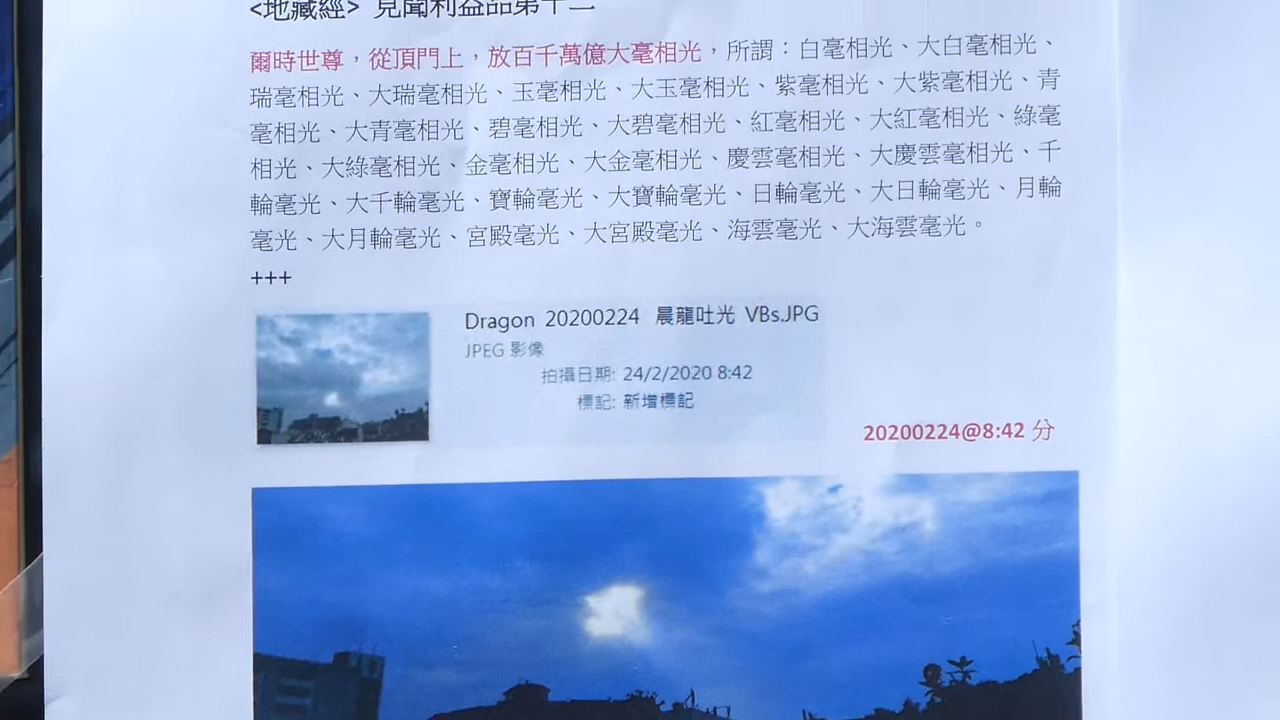 <地藏經> 見聞利益品第十二
爾時世尊，從頂門上，放百千萬億大毫相光，所謂：白毫相光、大白毫相光、
瑞毫相光、大瑞毫相光、玉毫相光、大玉毫相光、紫毫相光、大紫毫相光、青
毫相光、大青毫相光、碧毫相光、大碧毫相光、紅毫相光、大紅毫相光、綠毫
相光、大綠毫相光、金毫相光、大金毫相光、慶雲毫相光、大慶雲毫相光、千
輪毫光、大千輪毫光、寶輪毫光、大寶輪毫光、日輪毫光、大日輪毫光、月輪
毫光、大月輪毫光、宮殿毫光、大宮殿毫光、海雲毫光、大海雲毫光。
+++
Dragon 20200224 晨龍吐光 VBs.JPG
JPEG 影像
拍攝日期: 24/2/2020 8:42
標記: 新增標記
20200224@8:42 分